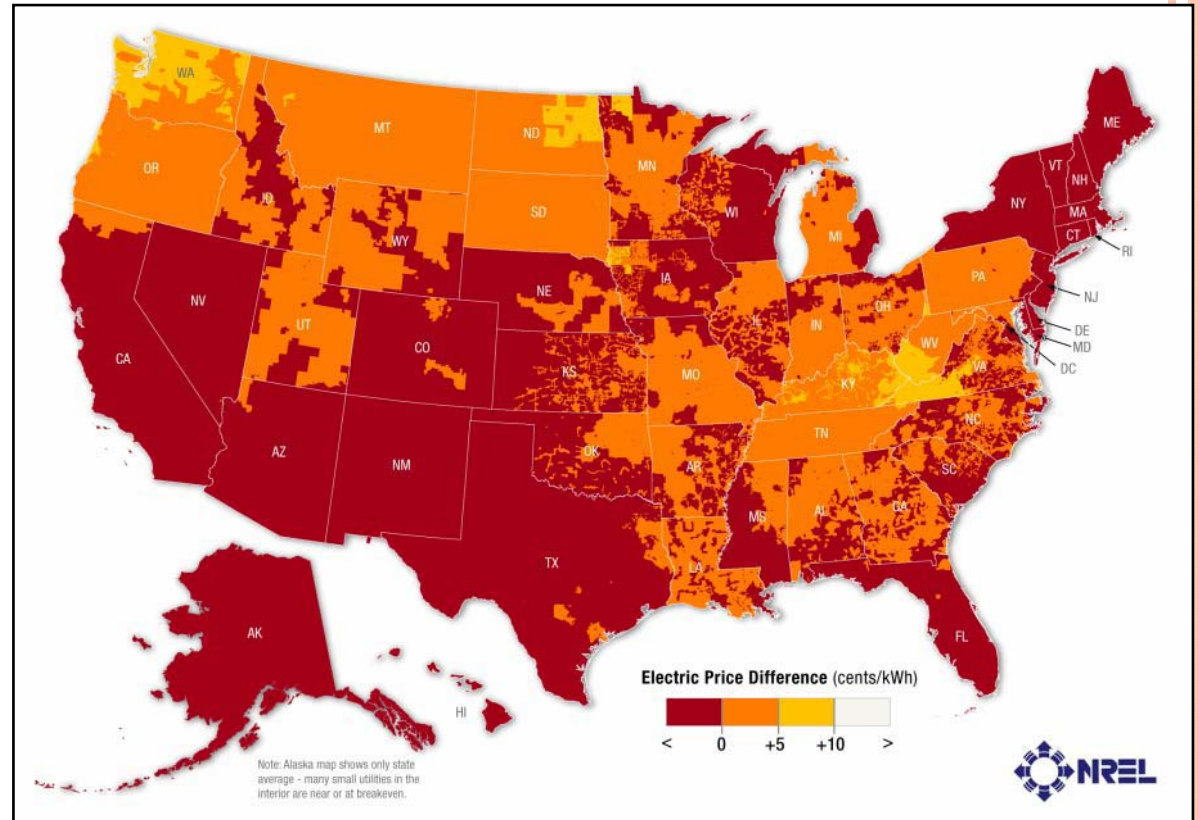 WA
MT
ND
MN
ME
OR
ID
SD
WI
VT
NH
NY
MA
CT
RI
WY
MI
IA
PA
NJ
NE
NV
UT
CO
IL
IN
OH
WV
DE
MD
DC
CA
KS
MO
KY
VA
AZ
NM
OK
AR
TN
NC
SC
MS
AL
GA
TX
LA
FL
AK
HI
Electric Price Difference (cents/kWh)
< 0 +5 +10 >
Note: Alaska map shows only state
average - many small utilities in the
interior are near or at breakeven.
NREL